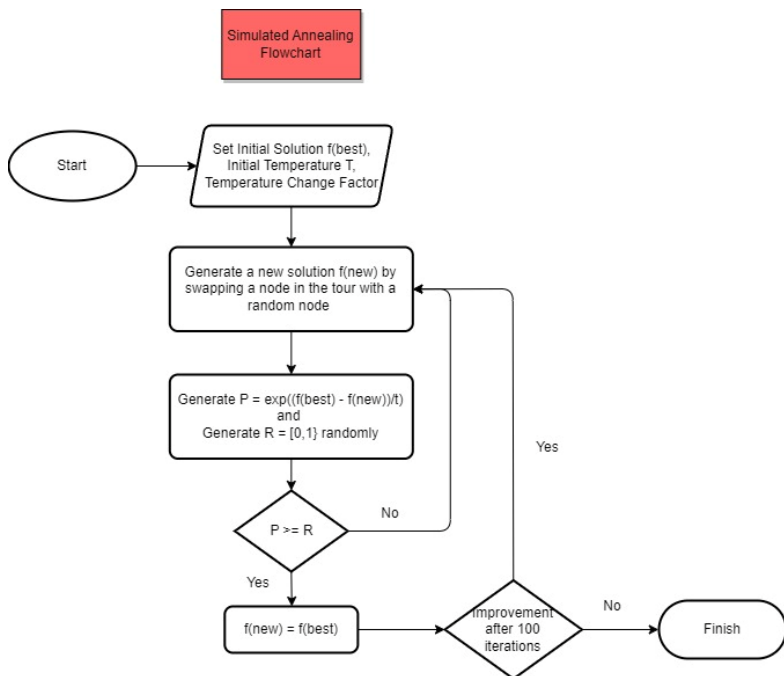 Simulated Annealing
Flowchart
Start
Set Initial Solution f(best),
Initial Temperature T,
Temperature Change Factor
Generate a new solution f(new) by
swapping a node in the tour with a
random node
Generate P = exp((f(best) - f(new))/t)
and
Generate R = [0,1} randomly
Yes
P >= R
No
Yes
f(new) = f(best)
Improvement
after 100
iterations
No
Finish